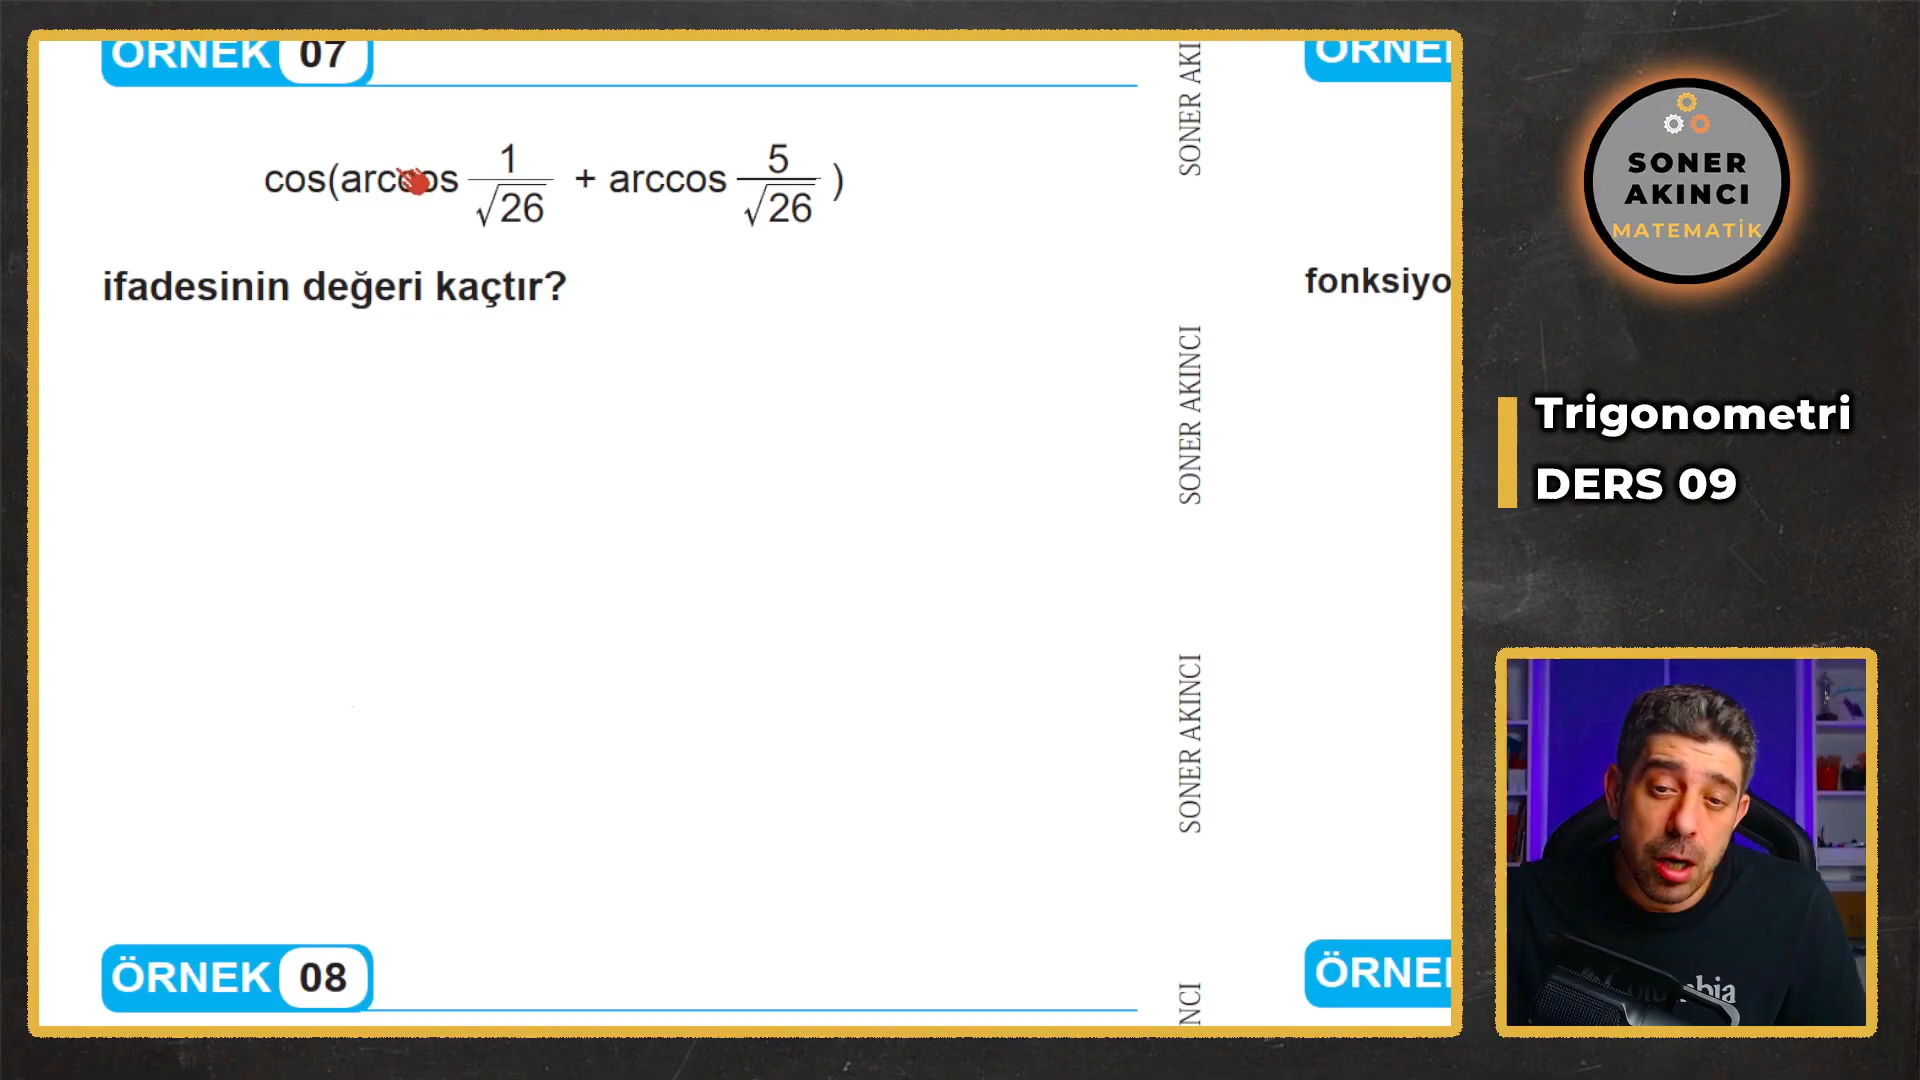 ÖRNEK 07
cos(arccos 1/√26 + arccos 5/√26 )
ifadesinin değeri kaçtır?
ÖRNEK 08
SONER AKI
SONER AKINCI
SONER AKINCI
NCI
ÖRNE
fonksiyo
ÖRNE
SONER
AKINCI
MATEMATİK
Trigonometri
DERS 09